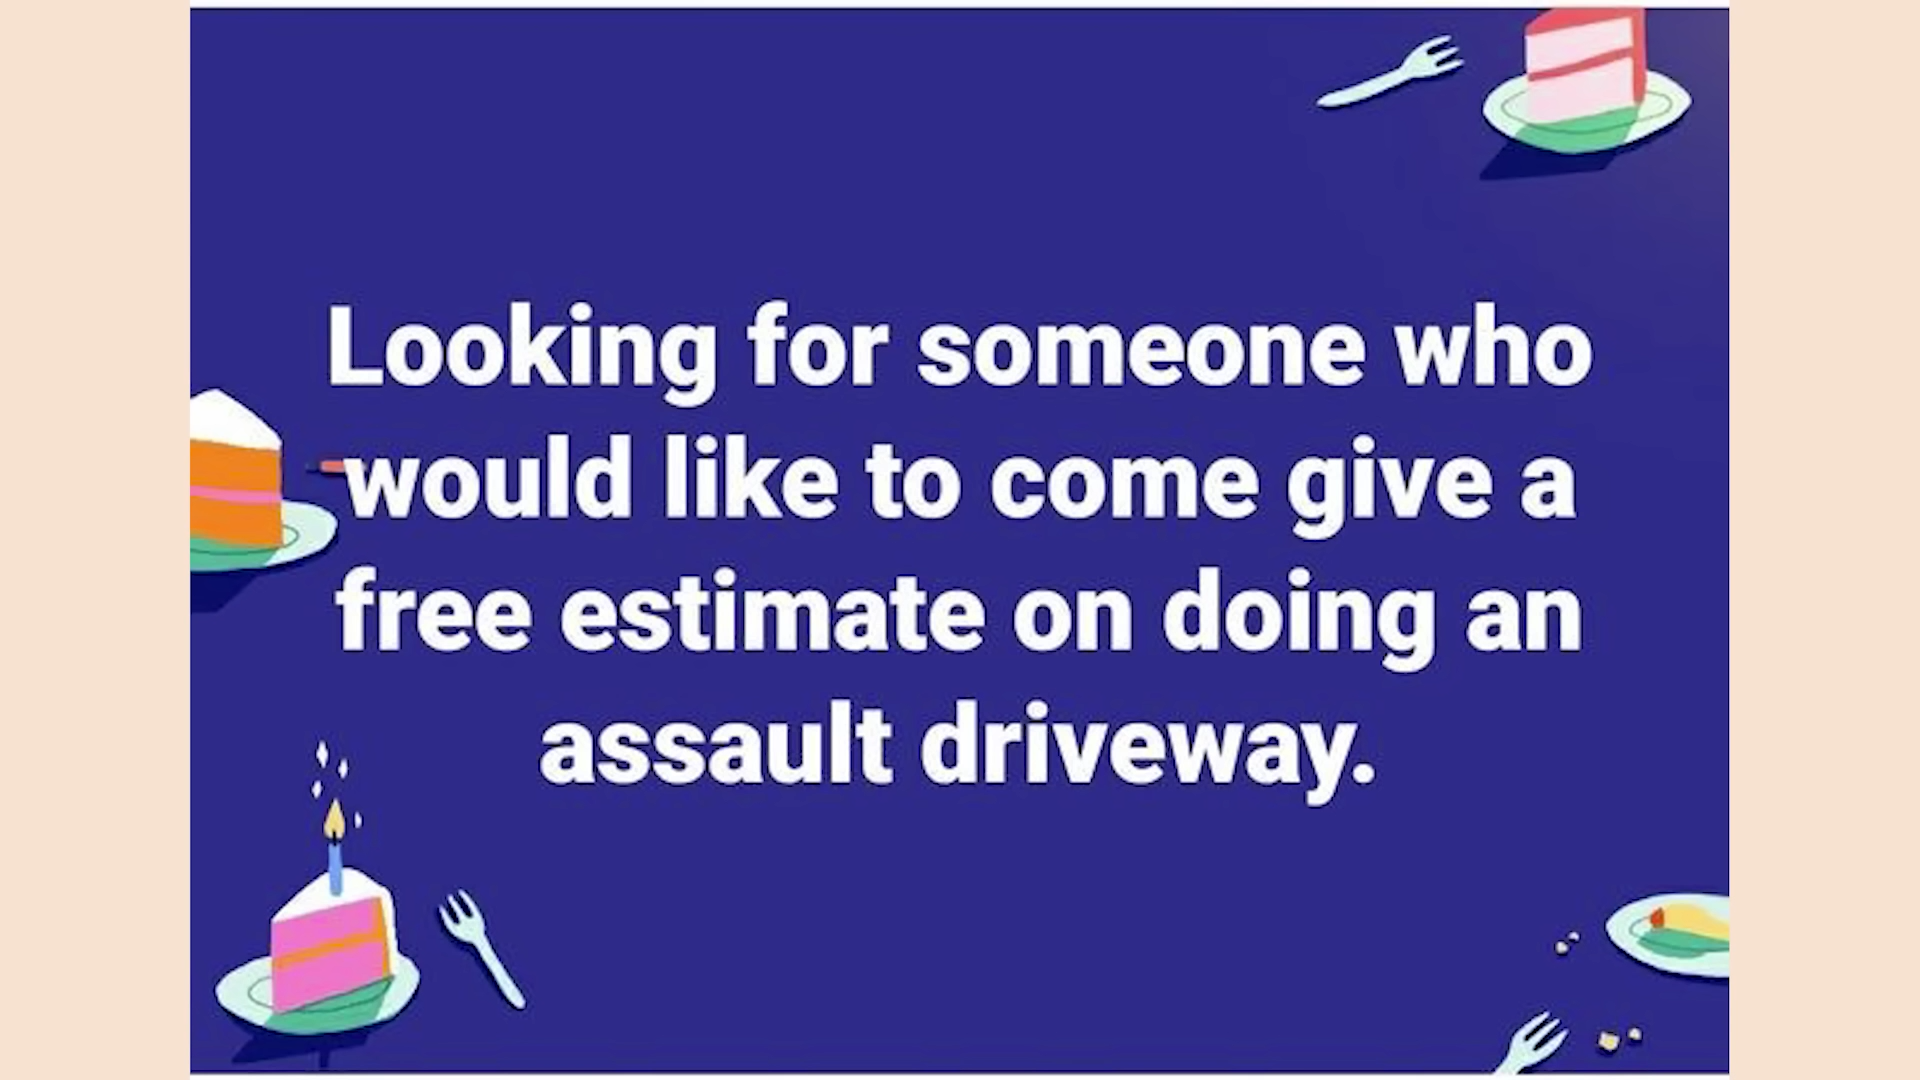 Looking for someone who
would like to come give a
free estimate on doing an
assault driveway.